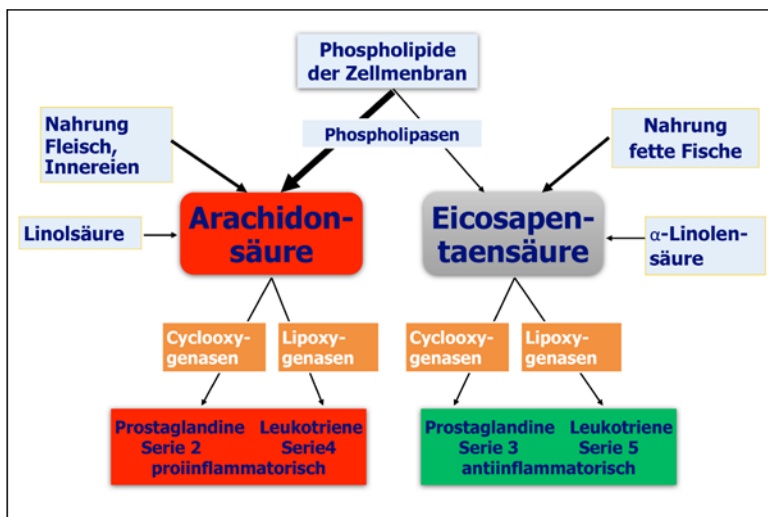 Phospholipide
der Zellmenbran
Nahrung
Fleisch,
Innereien
Phospholipasen
Nahrung
fette Fische
Linolsäure
Arachidon-
säure
Eicosapen-
taensäure
α-Linolen-
säure
Cyclooxy-
genasen
Lipoxy-
genasen
Cyclooxy-
genasen
Lipoxy-
genasen
Prostaglandine Leukotriene
Serie 2 Serie4
proiinflammatorisch
Prostaglandine Leukotriene
Serie 3 Serie 5
antiinflammatorisch